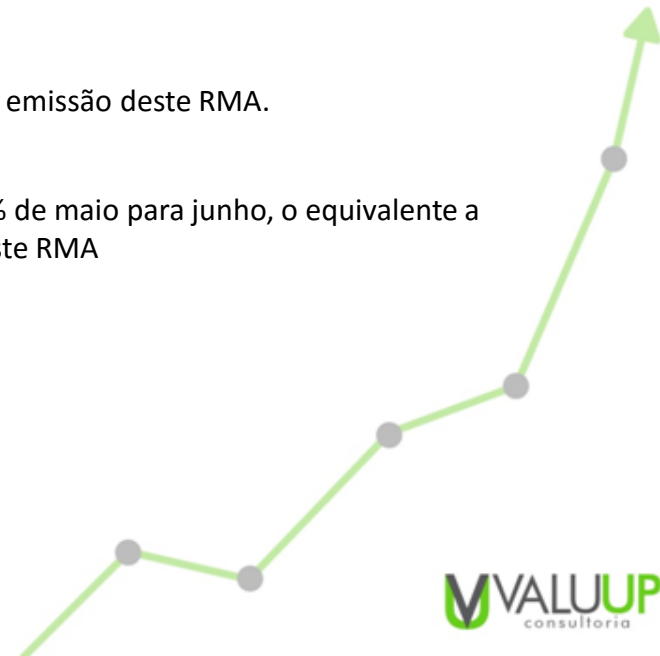 emissão deste RMA.
% de maio para junho, o equivalente a
ste RMA
VALUUP
consultoria